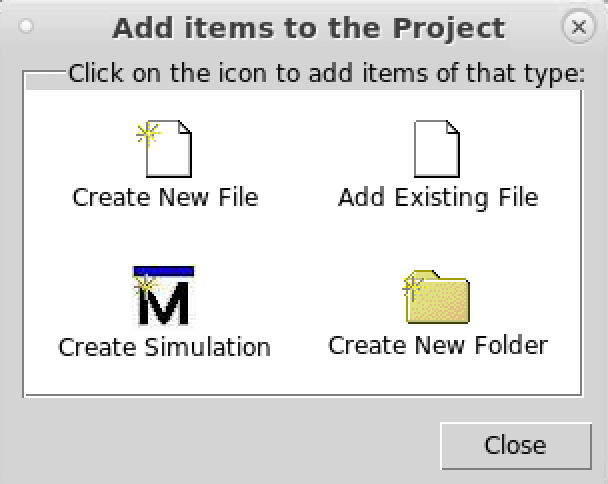 Add items to the Project
Click on the icon to add items of that type:
Create New File
Add Existing File
M
Create Simulation
Create New Folder
Close